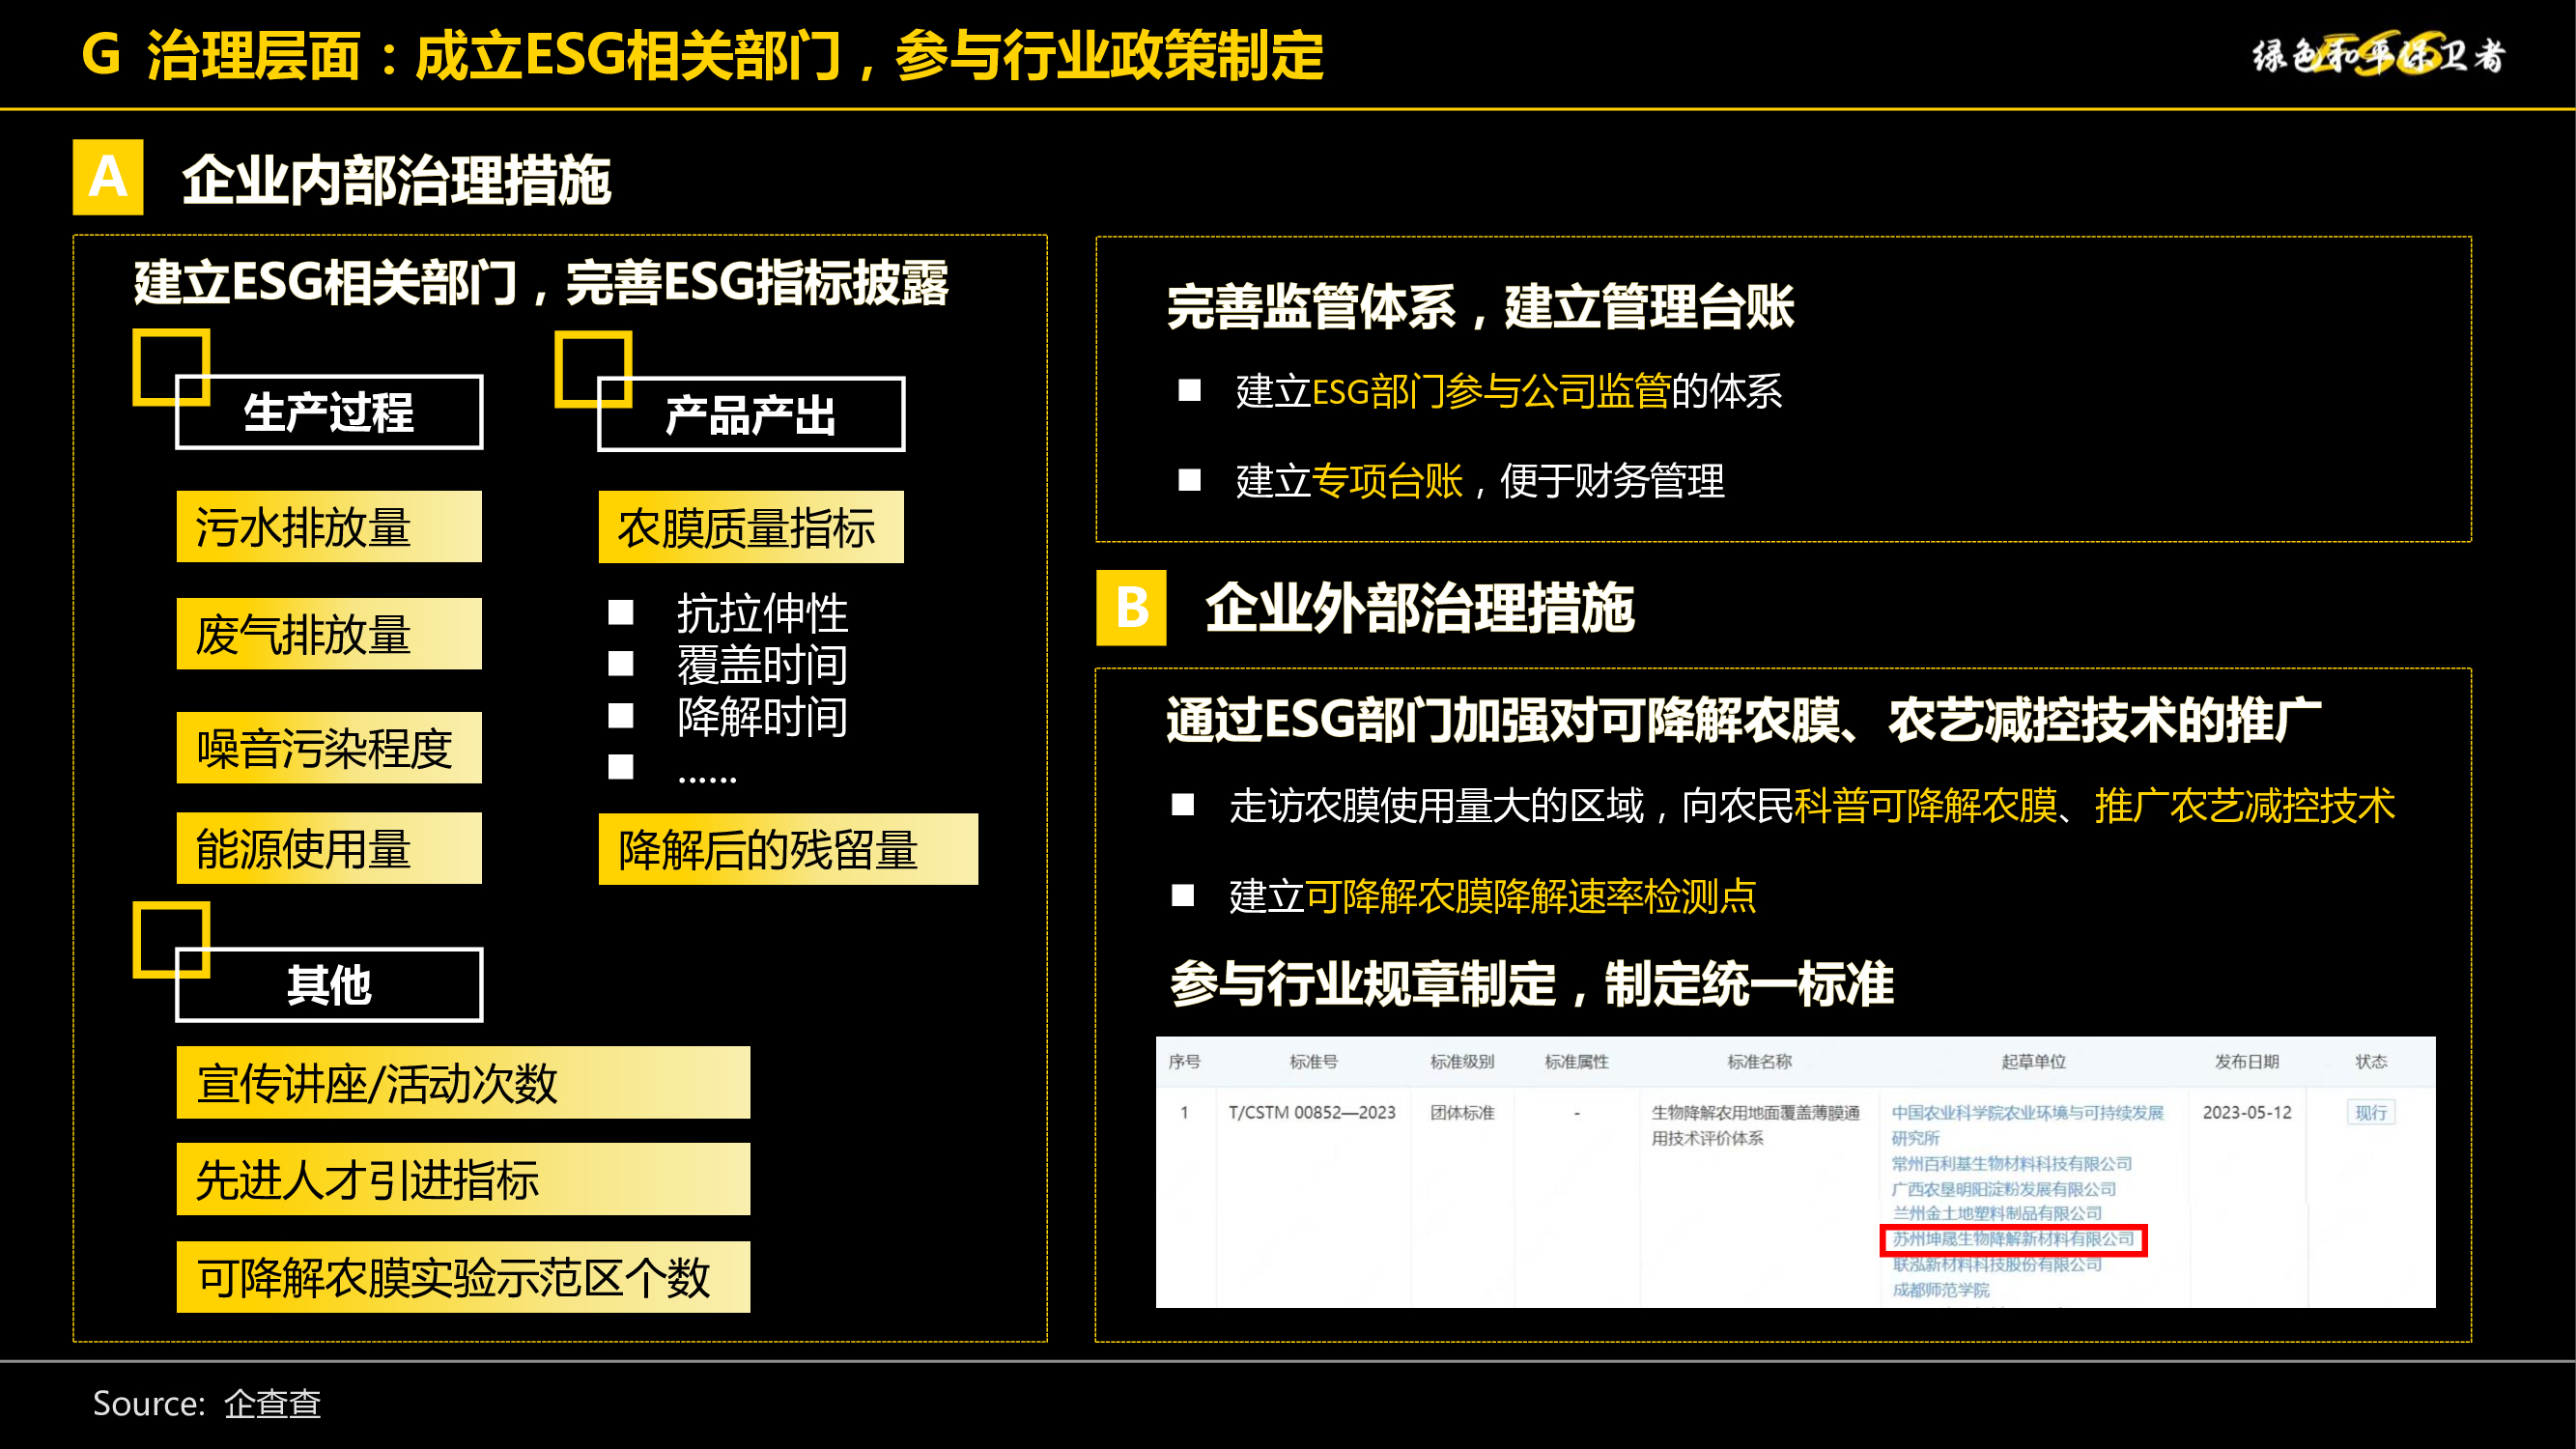 G 治理层面：成立ESG相关部门，参与行业政策制定
绿色和平保卫者
ESG
A 企业内部治理措施
建立ESG相关部门，完善ESG指标披露
生产过程
污水排放量
废气排放量
噪音污染程度
能源使用量
产品产出
农膜质量指标
■ 抗拉伸性
■ 覆盖时间
■ 降解时间
■ ......
降解后的残留量
其他
宣传讲座/活动次数
先进人才引进指标
可降解农膜实验示范区个数
完善监管体系，建立管理台账
■ 建立ESG部门参与公司监管的体系
■ 建立专项台账，便于财务管理
B 企业外部治理措施
通过ESG部门加强对可降解农膜、农艺减控技术的推广
■ 走访农膜使用量大的区域，向农民科普可降解农膜、推广农艺减控技术
■ 建立可降解农膜降解速率检测点
参与行业规章制定，制定统一标准
序号 标准号 标准级别 标准属性 标准名称 起草单位 发布日期 状态
1 T/CSTM 00852—2023 团体标准 - 生物降解农用地面覆盖薄膜通 中国农业科学院农业环境与可持续发展 2023-05-12 现行
用技术评价体系 研究所
常州百利基生物材料科技有限公司
广西农垦明阳淀粉发展有限公司
兰州金土地塑料制品有限公司
苏州坤晟生物降解新材料有限公司
联泓新材料科技股份有限公司
成都师范学院
Source: 企查查